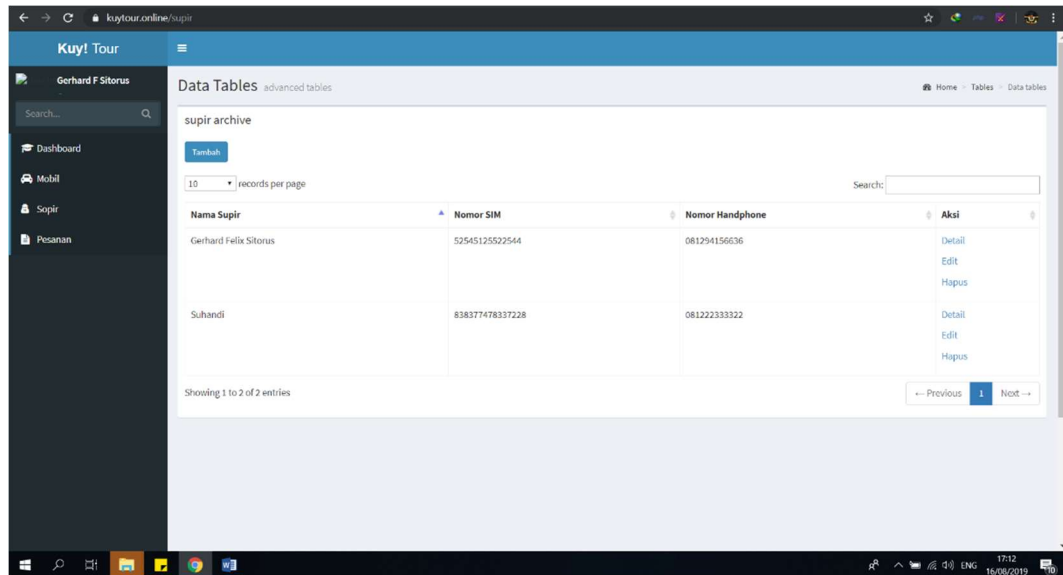 kuytour.online/supir
Kuy! Tour
Gerhard F Sitorus
Data Tables advanced tables
Home > Tables > Data tables
Search...
supir archive
Dashboard
Tambah
Mobil
10 records per page
Search:
Sopir
Nama Supir Nomor SIM Nomor Handphone Aksi
Pesanan
Gerhard Felix Sitorus 52545125522544 081294156636 Detail
Edit
Hapus
Suhandi 838377478337228 081222333322 Detail
Edit
Hapus
Showing 1 to 2 of 2 entries
← Previous 1 Next →
ENG 17:12
16/08/2019